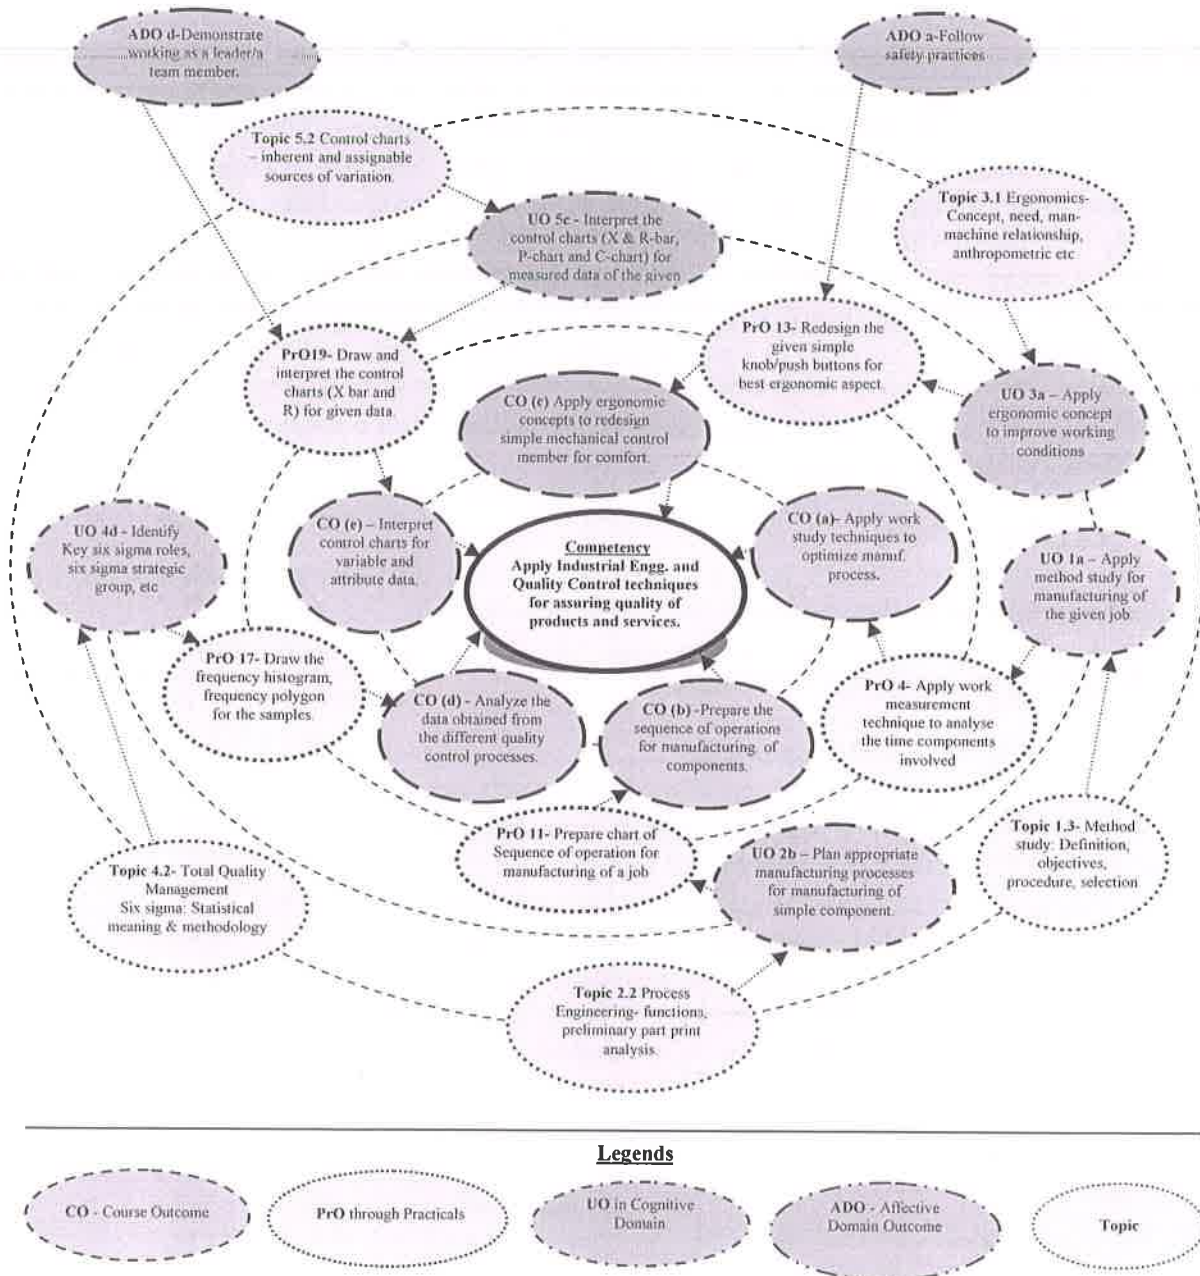 ADO d-Demonstrate
working as a leader/a
team member.
ADO a-Follow
safety practices
Topic 5.2 Control charts
– inherent and assignable
sources of variation.
Topic 3.1 Ergonomics-
Concept, need, man-
machine relationship,
anthropometric etc
UO 5c - Interpret the
control charts (X & R-bar,
P-chart and C-chart) for
measured data of the given
PrO 13- Redesign the
given simple
knob/push buttons for
best ergonomic aspect.
PrO19- Draw and
interpret the control
charts (X bar and
R) for given data.
CO (c) Apply ergonomic
concepts to redesign
simple mechanical control
member for comfort.
UO 3a – Apply
ergonomic concept
to improve working
conditions
UO 4d - Identify
Key six sigma roles,
six sigma strategic
group, etc
CO (e) – Interpret
control charts for
variable and
attribute data.
Competency
Apply Industrial Engg. and
Quality Control techniques
for assuring quality of
products and services.
CO (a)- Apply work
study techniques to
optimize manuf.
process.
UO 1a – Apply
method study for
manufacturing of
the given job
PrO 17- Draw the
frequency histogram,
frequency polygon
for the samples.
CO (d) - Analyze the
data obtained from
the different quality
control processes.
CO (b) -Prepare the
sequence of operations
for manufacturing of
components.
PrO 4- Apply work
measurement
technique to analyse
the time components
involved
PrO 11- Prepare chart of
Sequence of operation for
manufacturing of a job
UO 2b – Plan appropriate
manufacturing processes
for manufacturing of
simple component.
Topic 1.3- Method
study: Definition,
objectives,
procedure, selection
Topic 4.2- Total Quality
Management
Six sigma: Statistical
meaning & methodology
Topic 2.2 Process
Engineering- functions,
preliminary part print
analysis.
Legends
CO - Course Outcome
PrO through Practicals
UO in Cognitive
Domain
ADO - Affective
Domain Outcome
Topic